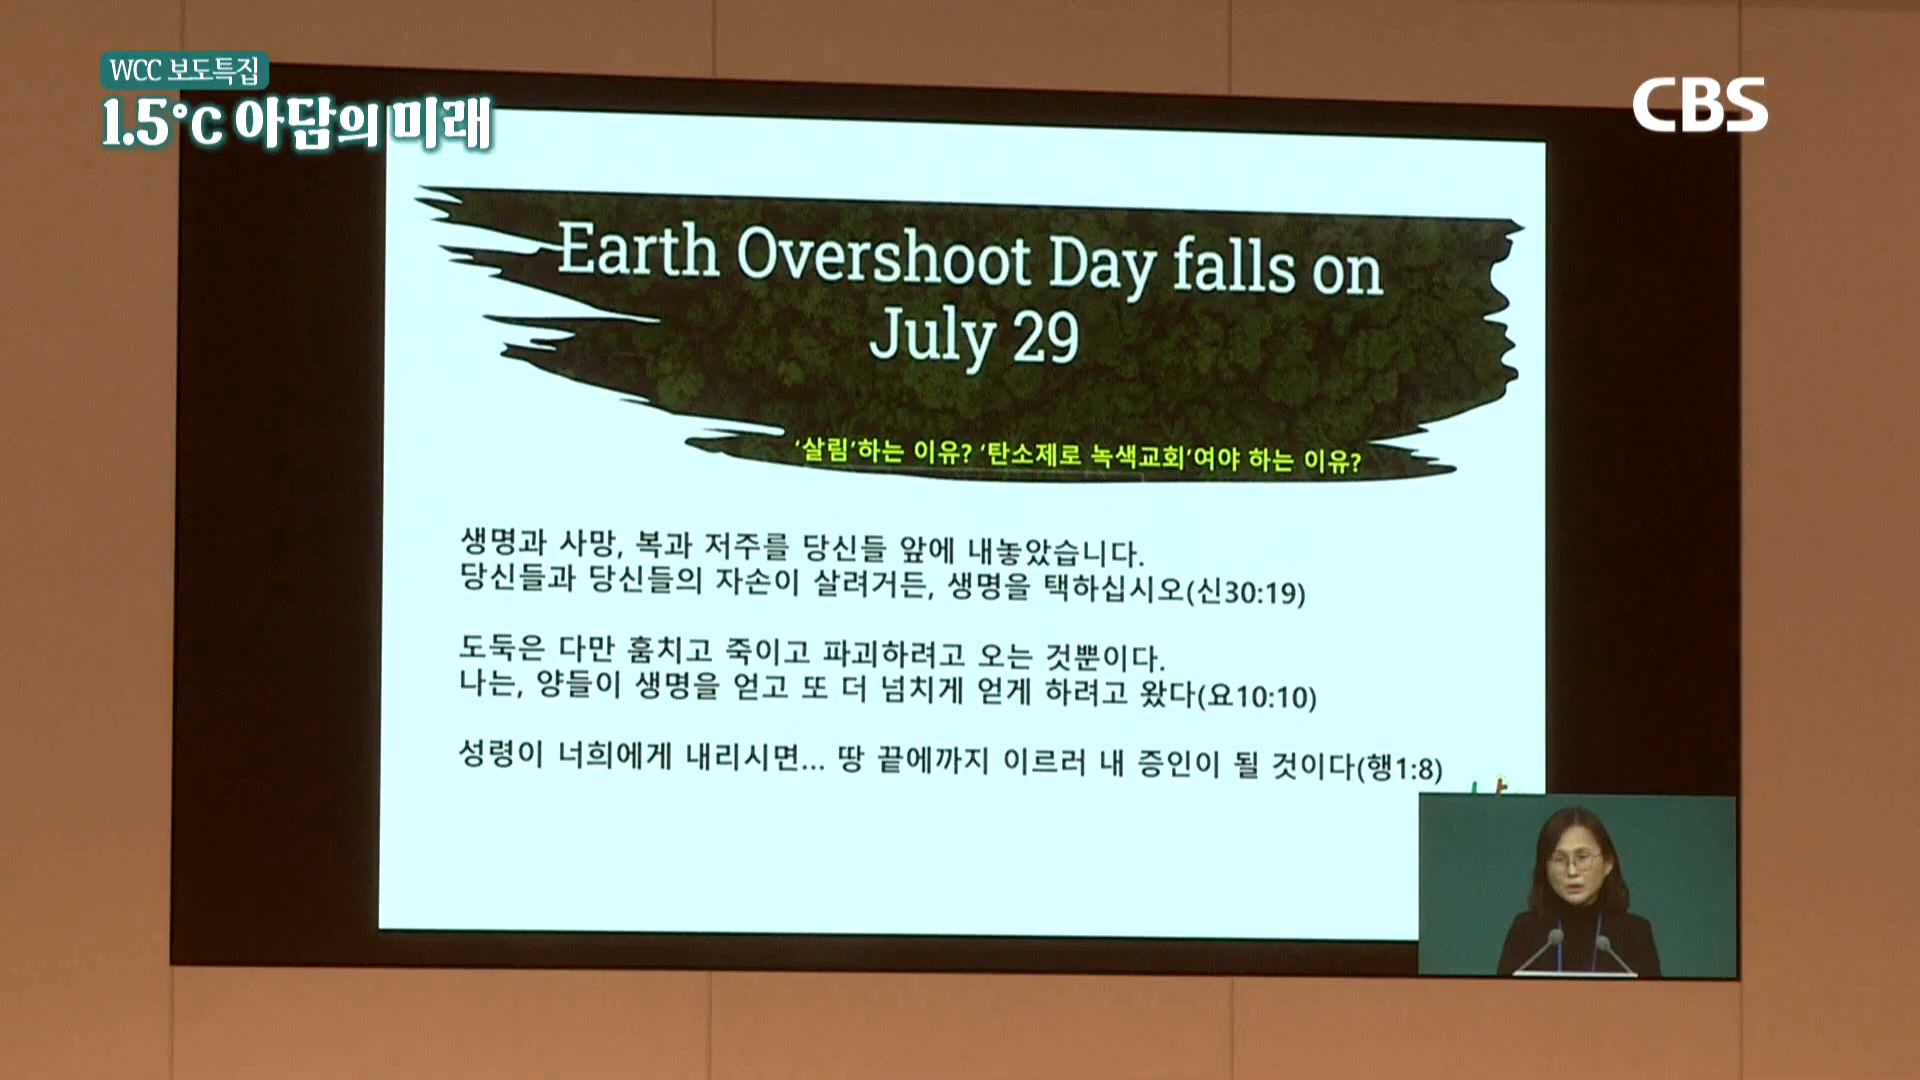 WCC 보도특집
1.5°C 아담의 미래
CBS
Earth Overshoot Day falls on
July 29
‘살림’하는 이유? ‘탄소제로 녹색교회’여야 하는 이유?
생명과 사망, 복과 저주를 당신들 앞에 내놓았습니다.
당신들과 당신들의 자손이 살려거든, 생명을 택하십시오(신30:19)
도둑은 다만 훔치고 죽이고 파괴하려고 오는 것뿐이다.
나는, 양들이 생명을 얻고 또 더 넘치게 얻게 하려고 왔다(요10:10)
성령이 너희에게 내리시면... 땅 끝에까지 이르러 내 증인이 될 것이다(행1:8)